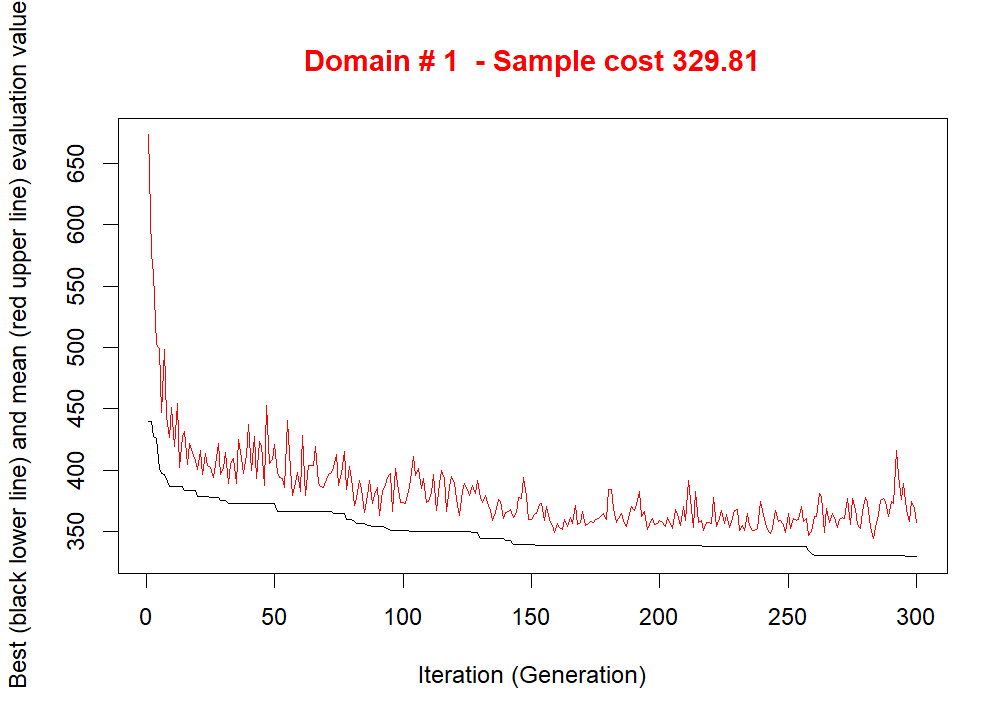 Domain # 1  - Sample cost 329.81
Best (black lower line) and mean (red upper line) evaluation value
650
600
550
500
450
400
350
0 50 100 150 200 250 300
Iteration (Generation)